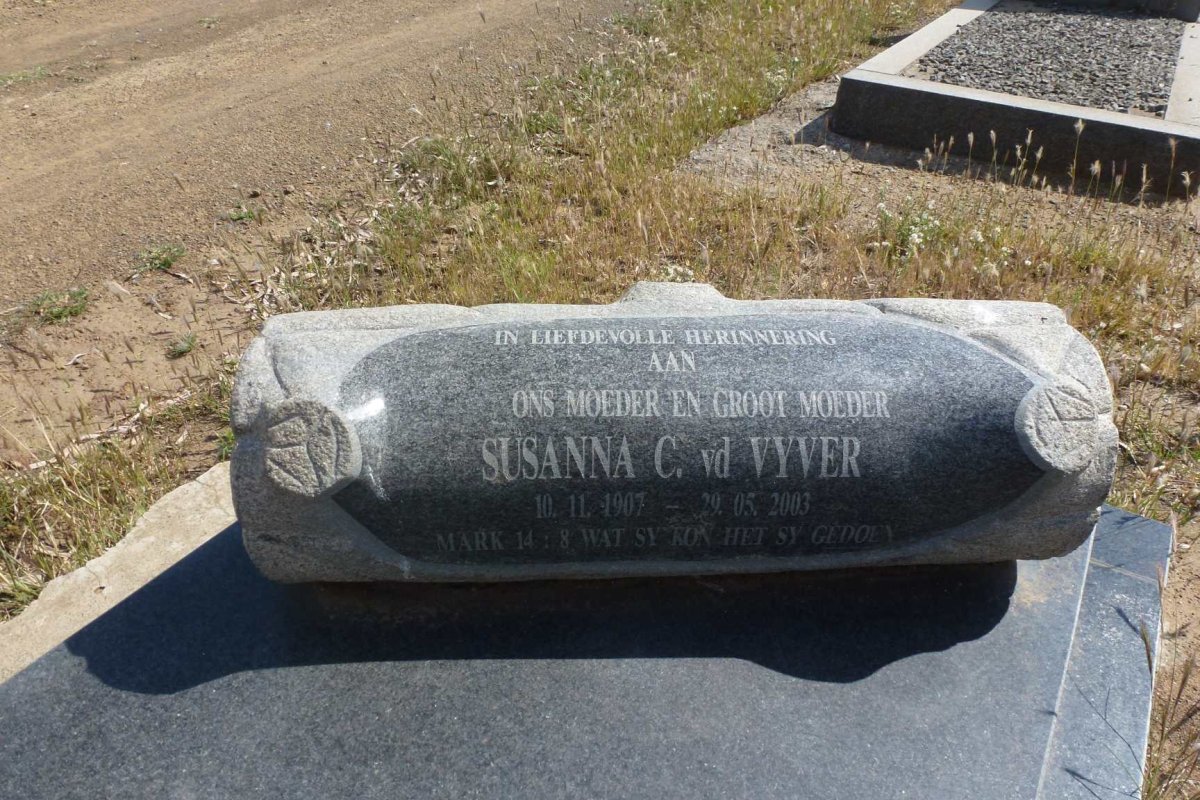 IN LIEFDEVOLLE HERINNERING
AAN
ONS MOEDER EN GROOT MOEDER
SUSANNA C. vd VYVER
10. 11. 1907 – 29. 05. 2003
MARK 14 : 8 WAT SY KON HET SY